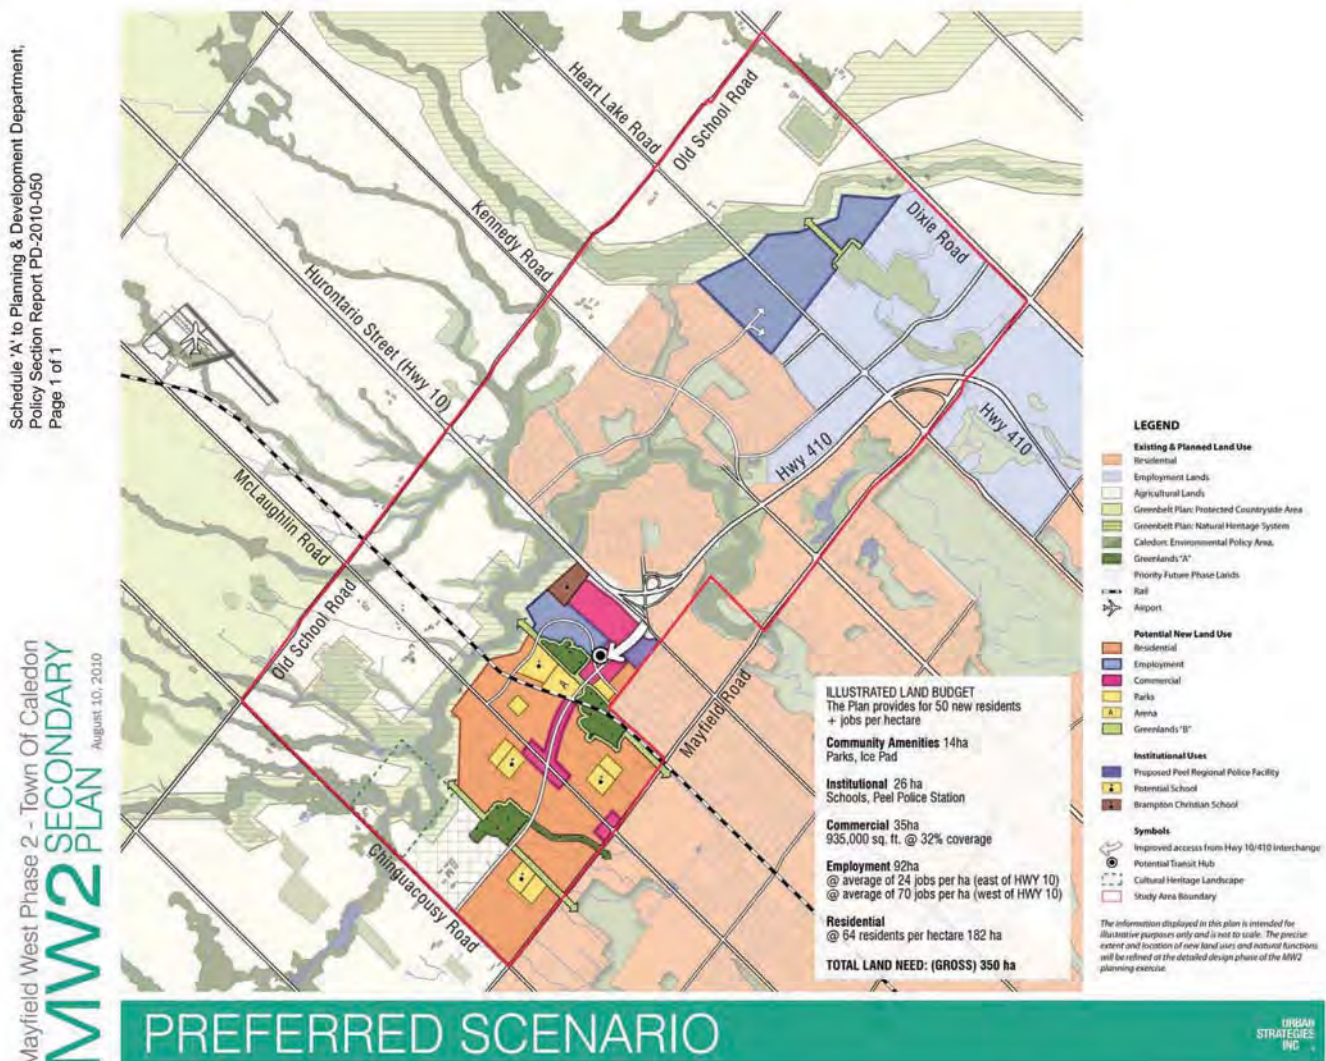 Schedule 'A' to Planning & Development Department,
Policy Section Report PD-2010-050
Page 1 of 1
Mayfield West Phase 2 - Town Of Caledon
MW2 SECONDARY
PLAN
August 10, 2010
Heart Lake Road
Old School Road
Kennedy Road
Dixie Road
Hurontario Street (Hwy 10)
Hwy 410
Hwy 410
McLaughlin Road
Old School Road
A
Mayfield Road
Chinguacousy Road
ILLUSTRATED LAND BUDGET
The Plan provides for 50 new residents
+ jobs per hectare
Community Amenities 14ha
Parks, Ice Pad
Institutional 26 ha
Schools, Peel Police Station
Commercial 35ha
935,000 sq. ft. @ 32% coverage
Employment 92ha
@ average of 24 jobs per ha (east of HWY 10)
@ average of 70 jobs per ha (west of HWY 10)
Residential
@ 64 residents per hectare 182 ha
TOTAL LAND NEED: (GROSS) 350 ha
LEGEND
Existing & Planned Land Use
Residential
Employment Lands
Agricultural Lands
Greenbelt Plan: Protected Countryside Area
Greenbelt Plan: Natural Heritage System
Caledon: Environmental Policy Area,
Greenlands "A"
Priority Future Phase Lands
Rail
Airport
Potential New Land Use
Residential
Employment
Commercial
Parks
A Arena
Greenlands "B"
Institutional Uses
Proposed Peel Regional Police Facility
Potential School
Brampton Christian School
Symbols
Improved access from Hwy 10/410 Interchange
Potential Transit Hub
Cultural Heritage Landscape
Study Area Boundary
The information displayed in this plan is intended for
illustrative purposes only and is not to scale. The precise
extent and location of new land uses and natural functions
will be refined at the detailed design phase of the MW2
planning exercise.
PREFERRED SCENARIO
URBAN
STRATEGIES
INC .